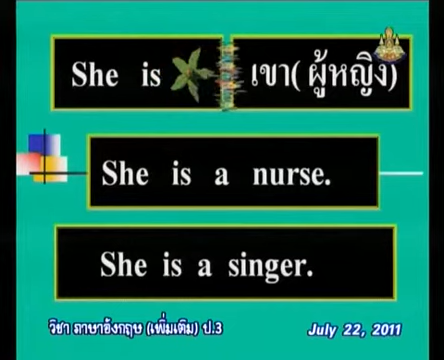 She is เขา( ผู้หญิง)
She is a nurse.
She is a singer.
วิชา ภาษาอังกฤษ (เพิ่มเติม) ป.3 July 22, 2011